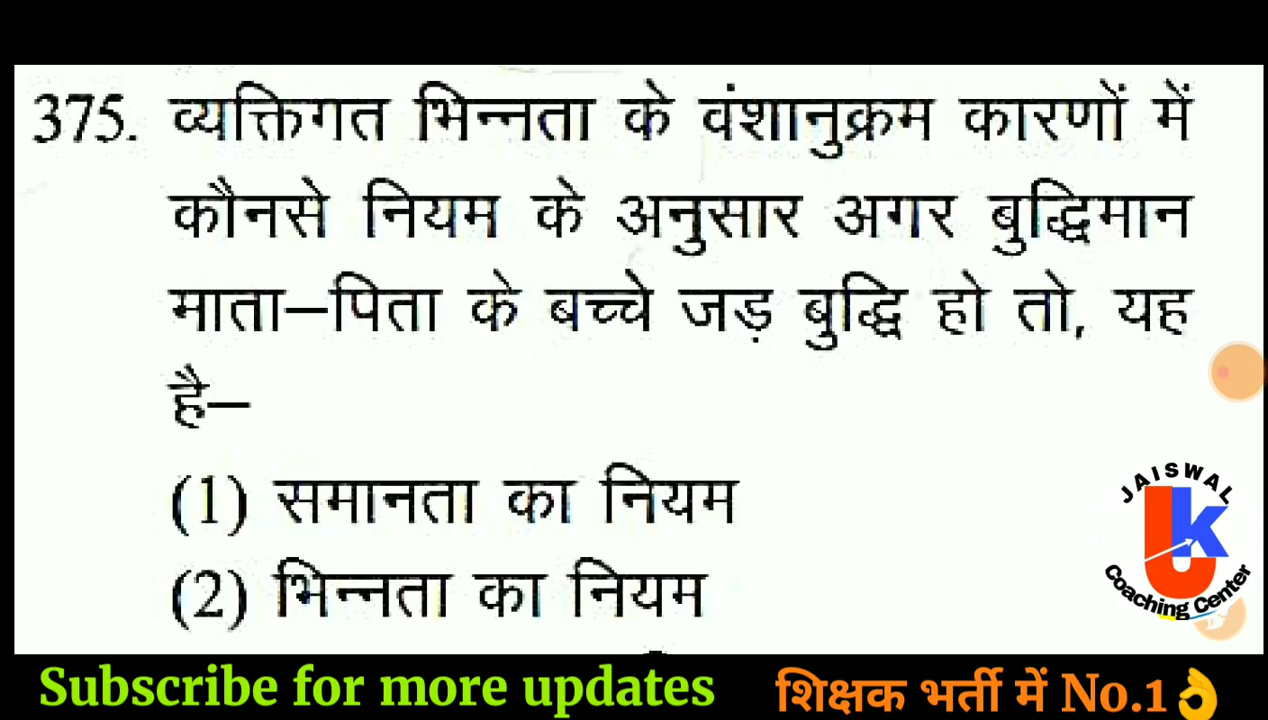 375. व्यक्तिगत भिन्नता के वंशानुक्रम कारणों में
कौनसे नियम के अनुसार अगर बुद्धिमान
माता–पिता के बच्चे जड़ बुद्धि हो तो, यह
है–
(1) समानता का नियम
(2) भिन्नता का नियम
JAISWAL
UK
Coaching Center
Subscribe for more updates
शिक्षक भर्ती में No.1👌